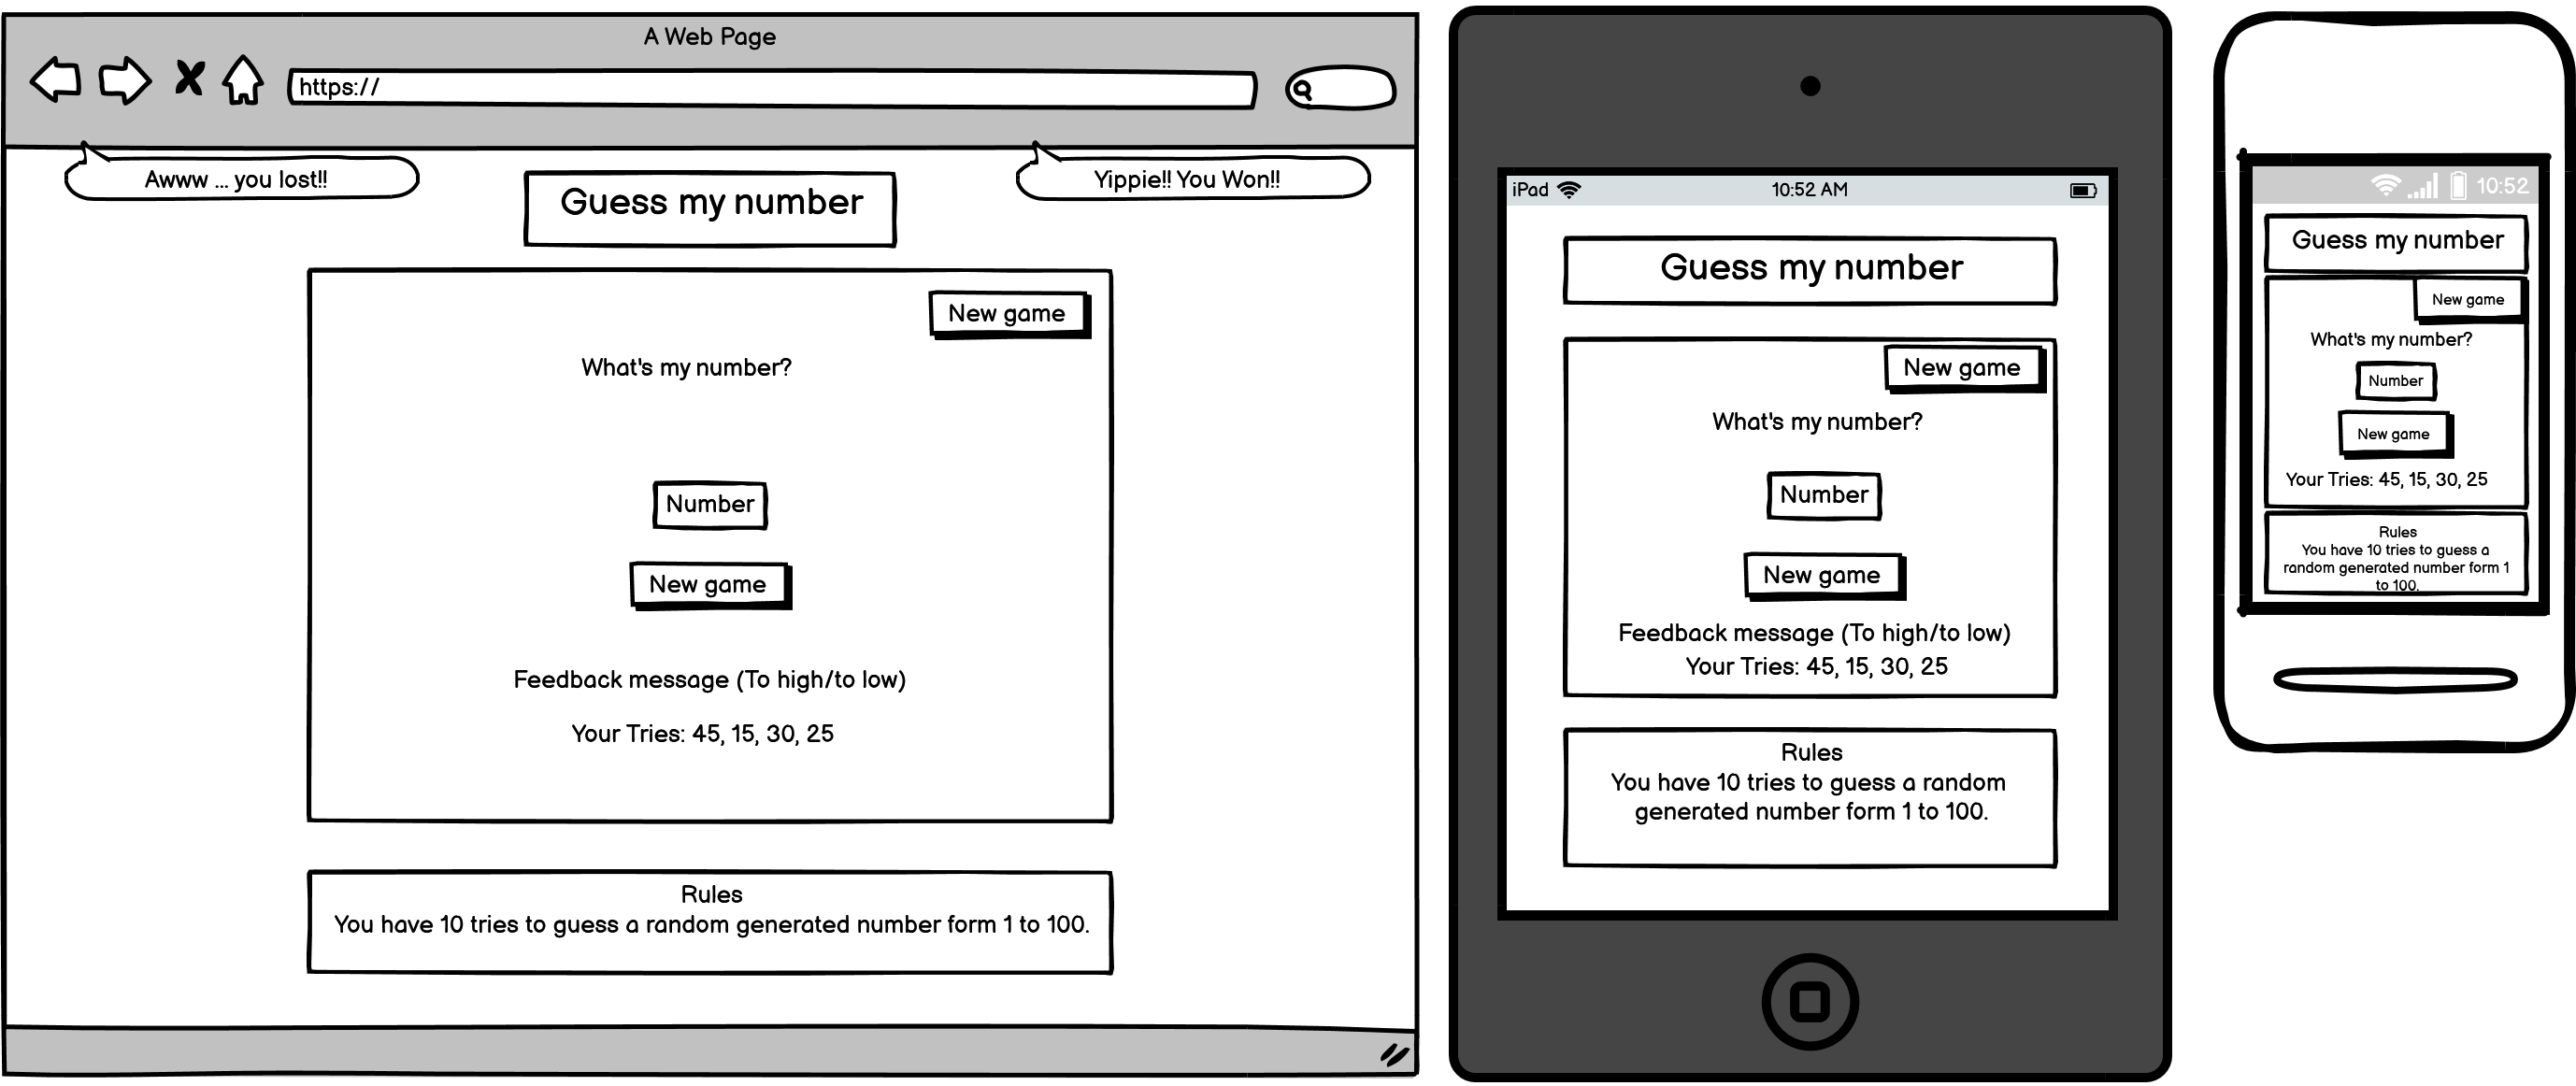 A Web Page
https://
Awww ... you lost!!
Yippie!! You Won!!
Guess my number
New game
What's my number?
Number
New game
Feedback message (To high/to low)
Your Tries: 45, 15, 30, 25
Rules
You have 10 tries to guess a random generated number form 1 to 100.
iPad
10:52 AM
Guess my number
New game
What's my number?
Number
New game
Feedback message (To high/to low)
Your Tries: 45, 15, 30, 25
Rules
You have 10 tries to guess a random
generated number form 1 to 100.
10:52
Guess my number
New game
What's my number?
Number
New game
Your Tries: 45, 15, 30, 25
Rules
You have 10 tries to guess a
random generated number form 1
to 100.